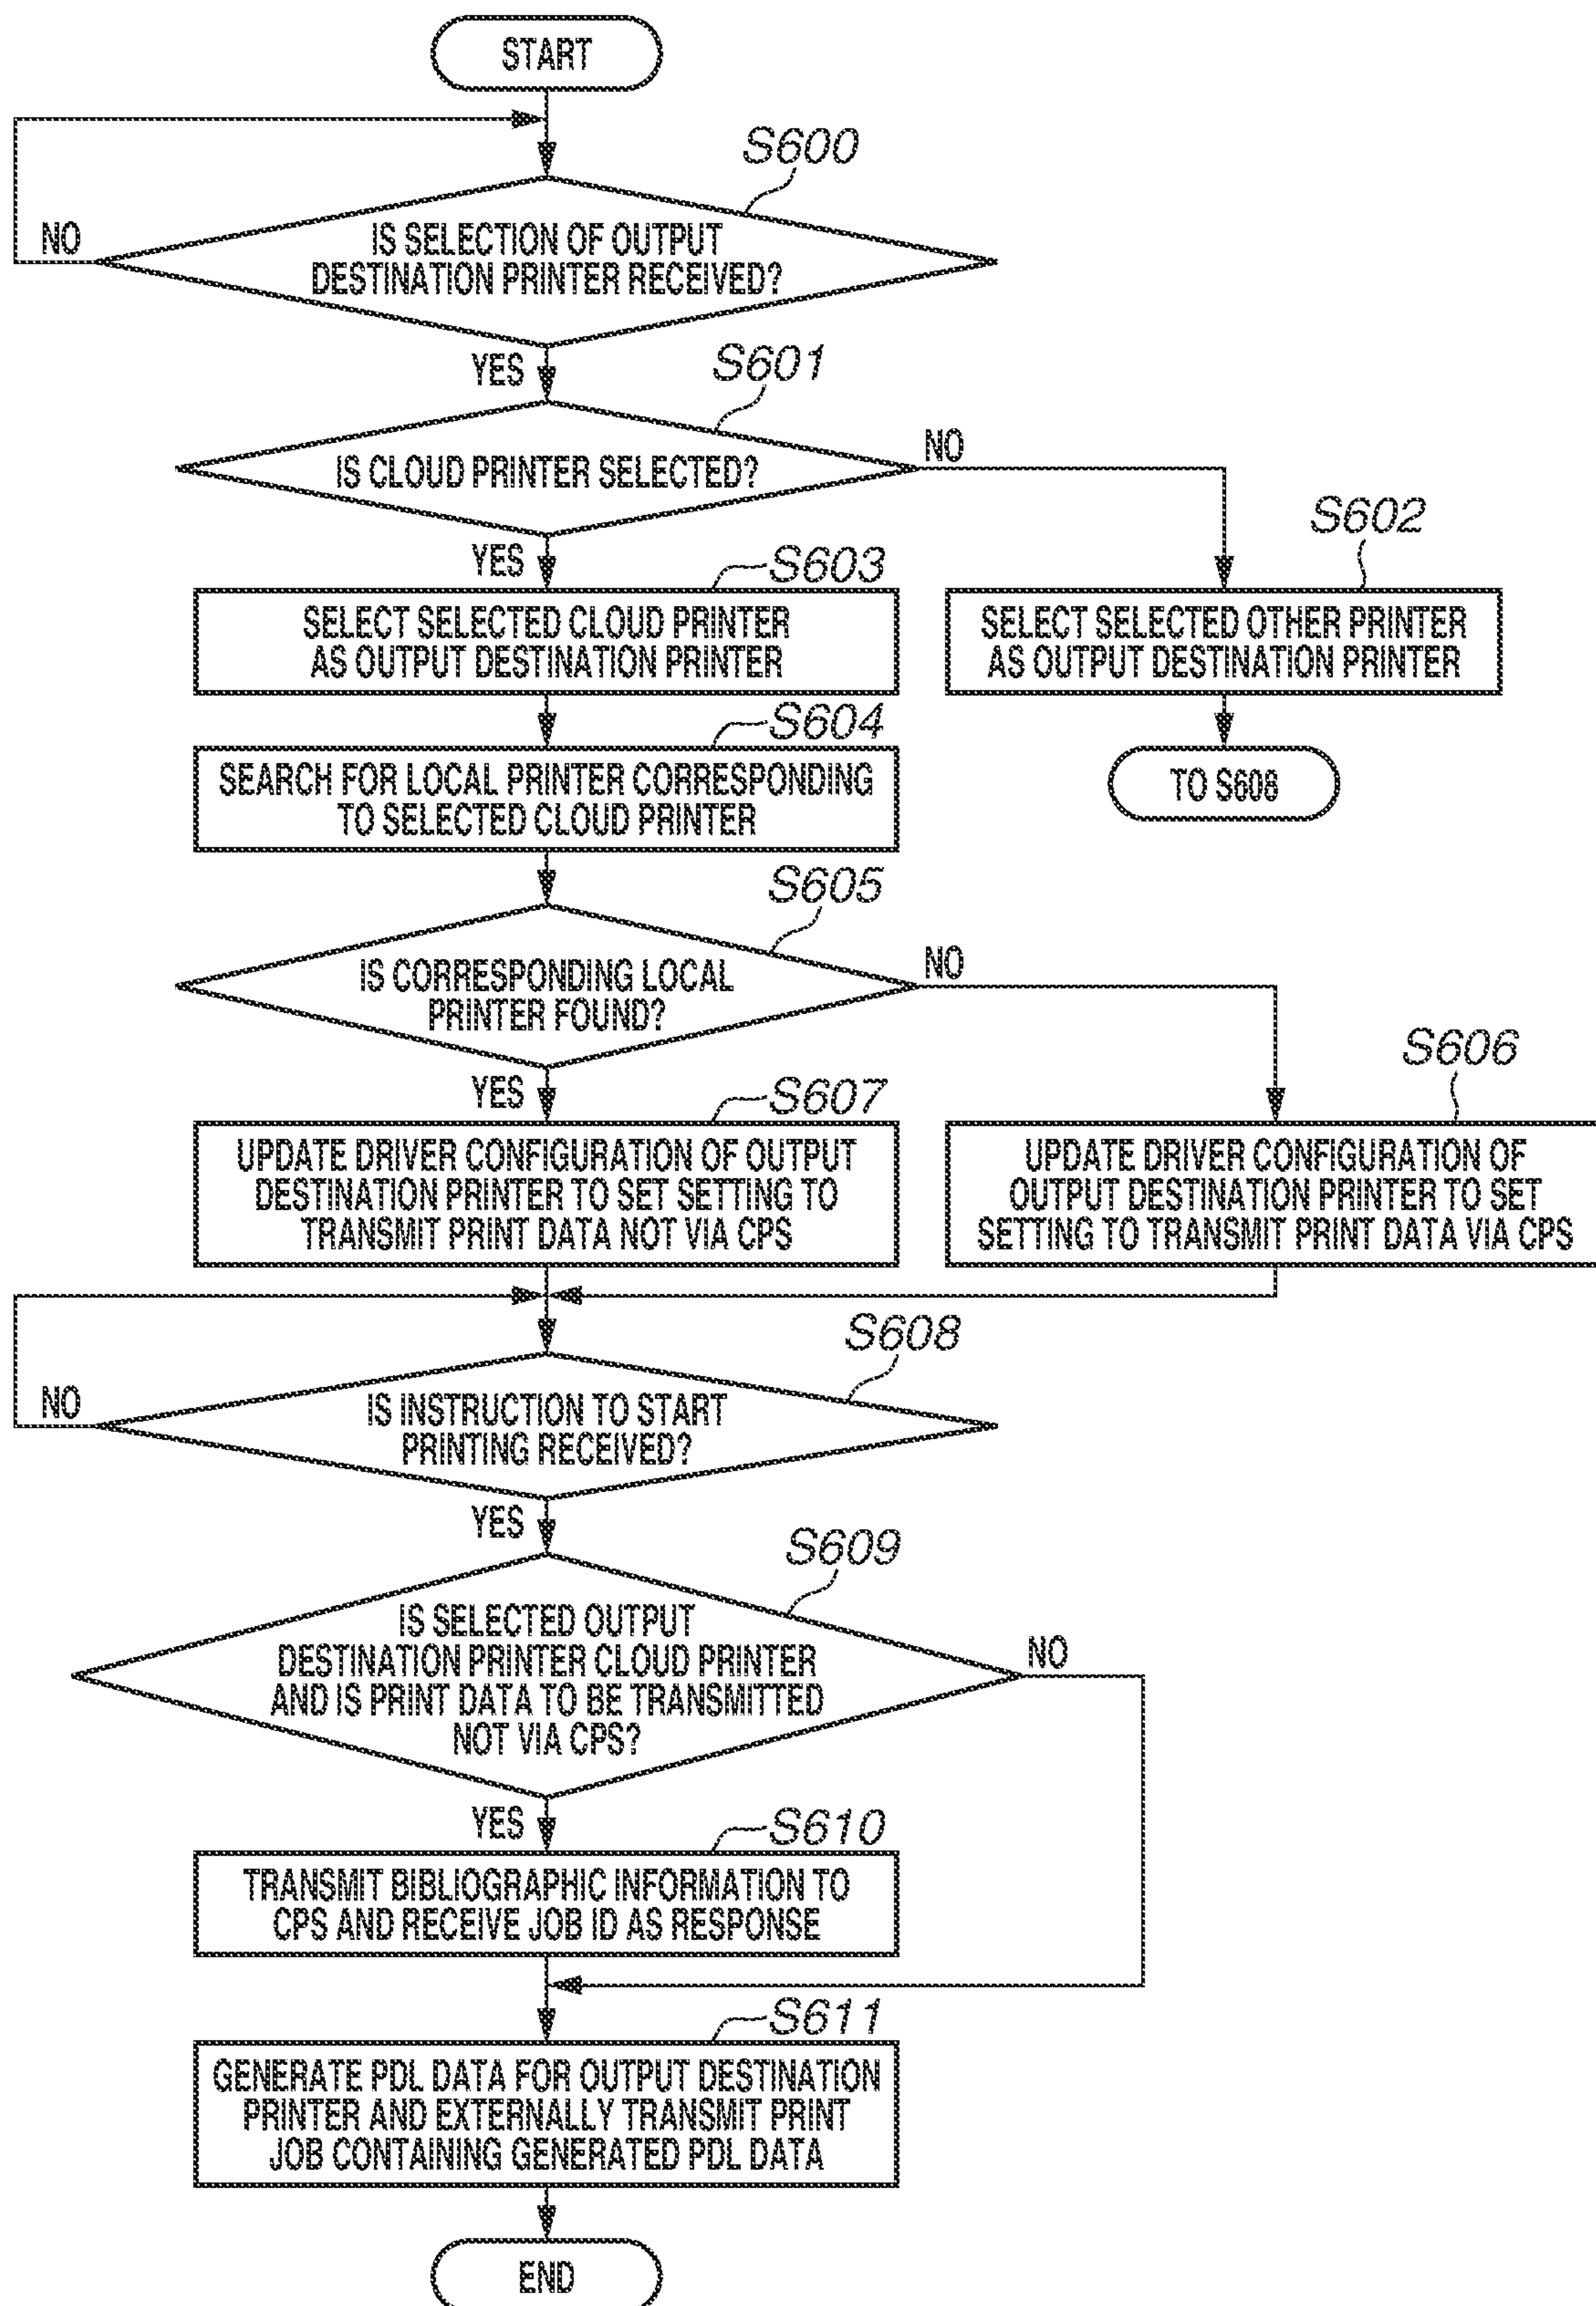 START
S600
NO
IS SELECTION OF OUTPUT
DESTINATION PRINTER RECEIVED?
YES
S601
IS CLOUD PRINTER SELECTED?
NO
S602
YES
S603
SELECT SELECTED CLOUD PRINTER
AS OUTPUT DESTINATION PRINTER
SELECT SELECTED OTHER PRINTER
AS OUTPUT DESTINATION PRINTER
S604
SEARCH FOR LOCAL PRINTER CORRESPONDING
TO SELECTED CLOUD PRINTER
TO S608
S605
IS CORRESPONDING LOCAL
PRINTER FOUND?
NO
S606
YES
S607
UPDATE DRIVER CONFIGURATION OF OUTPUT
DESTINATION PRINTER TO SET SETTING TO
TRANSMIT PRINT DATA NOT VIA CPS
UPDATE DRIVER CONFIGURATION OF
OUTPUT DESTINATION PRINTER TO SET
SETTING TO TRANSMIT PRINT DATA VIA CPS
S608
NO
IS INSTRUCTION TO START
PRINTING RECEIVED?
YES
S609
IS SELECTED OUTPUT
DESTINATION PRINTER CLOUD PRINTER
AND IS PRINT DATA TO BE TRANSMITTED
NOT VIA CPS?
NO
YES
S610
TRANSMIT BIBLIOGRAPHIC INFORMATION TO
CPS AND RECEIVE JOB ID AS RESPONSE
S611
GENERATE PDL DATA FOR OUTPUT DESTINATION
PRINTER AND EXTERNALLY TRANSMIT PRINT
JOB CONTAINING GENERATED PDL DATA
END